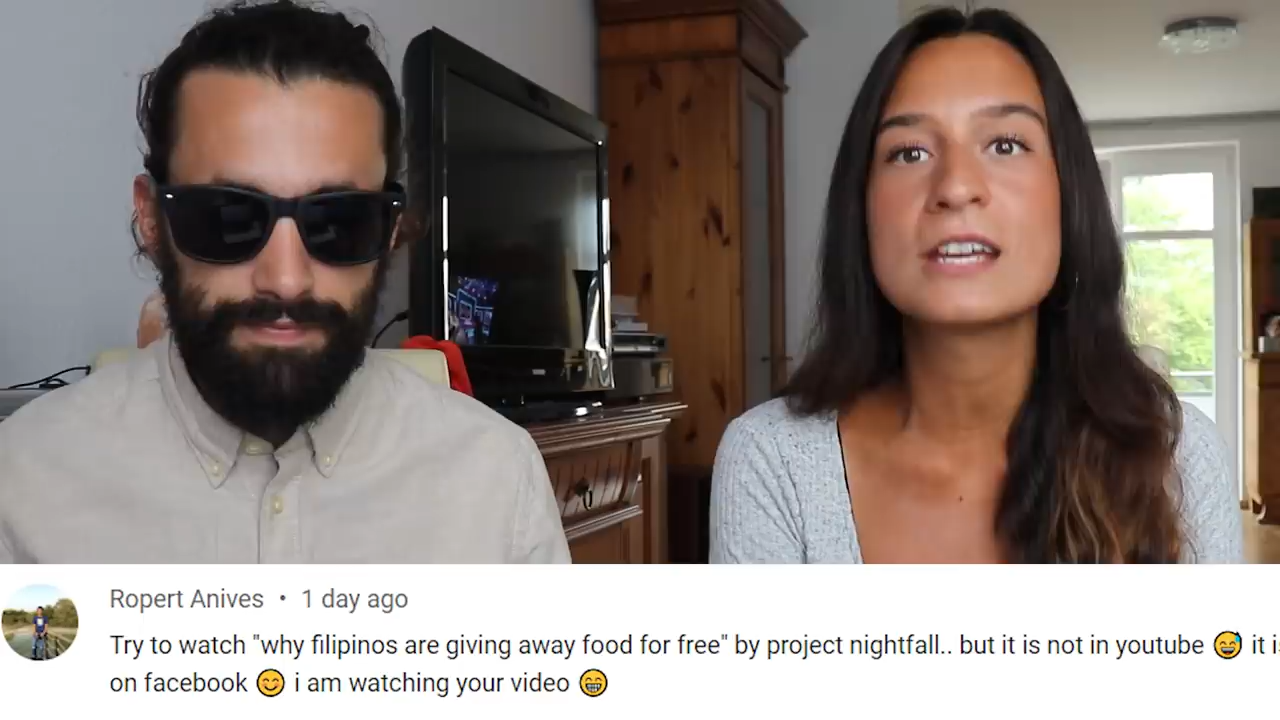 Ropert Anives • 1 day ago
Try to watch "why filipinos are giving away food for free" by project nightfall.. but it is not in youtube 😅 it
on facebook 😊 i am watching your video 😁